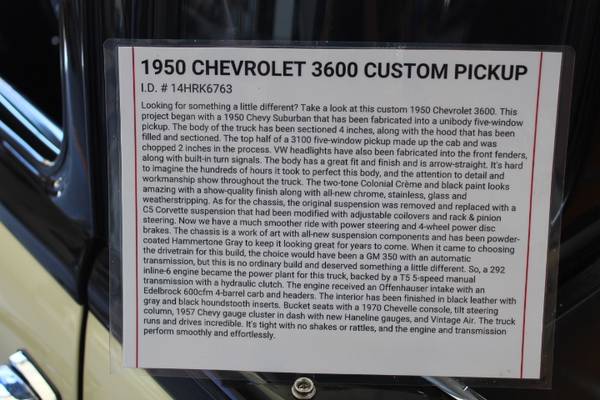 1950 CHEVROLET 3600 CUSTOM PICKUP
I.D. # 14HRK6763
Looking for something a little different? Take a look at this custom 1950 Chevrolet 3600. This
project began with a 1950 Chevy Suburban that has been fabricated into a unibody five-window
pickup. The body of the truck has been sectioned 4 inches, along with the hood that has been
filled and sectioned. The top half of a 3100 five-window pickup made up the cab and was
chopped 2 inches in the process. VW headlights have also been fabricated into the front fenders,
along with built-in turn signals. The body has a great fit and finish and is arrow-straight. It's hard
to imagine the hundreds of hours it took to perfect this body, and the attention to detail and
workmanship show throughout the truck. The two-tone Colonial Crème and black paint looks
amazing with a show-quality finish along with all-new chrome, stainless, glass and
weatherstripping. As for the chassis, the original suspension was removed and replaced with a
C5 Corvette suspension that had been modified with adjustable coilovers and rack & pinion
steering. Now we have a much smoother ride with power steering and 4-wheel power disc
brakes. The chassis is a work of art with all-new suspension components and has been powder-
coated Hammertone Gray to keep it looking great for years to come. When it came to choosing
the drivetrain for this build, the choice would have been a GM 350 with an automatic
transmission, but this is no ordinary build and deserved something a little different. So, a 292
inline-6 engine became the power plant for this truck, backed by a T5 5-speed manual
transmission with a hydraulic clutch. The engine received an Offenhauser intake with an
Edelbrock 600cfm 4-barrel carb and headers. The interior has been finished in black leather with
gray and black houndstooth inserts. Bucket seats with a 1970 Chevelle console, tilt steering
column, 1957 Chevy gauge cluster in dash with new Haneline gauges, and Vintage Air. The truck
runs and drives incredible. It's tight with no shakes or rattles, and the engine and transmission
perform smoothly and effortlessly.